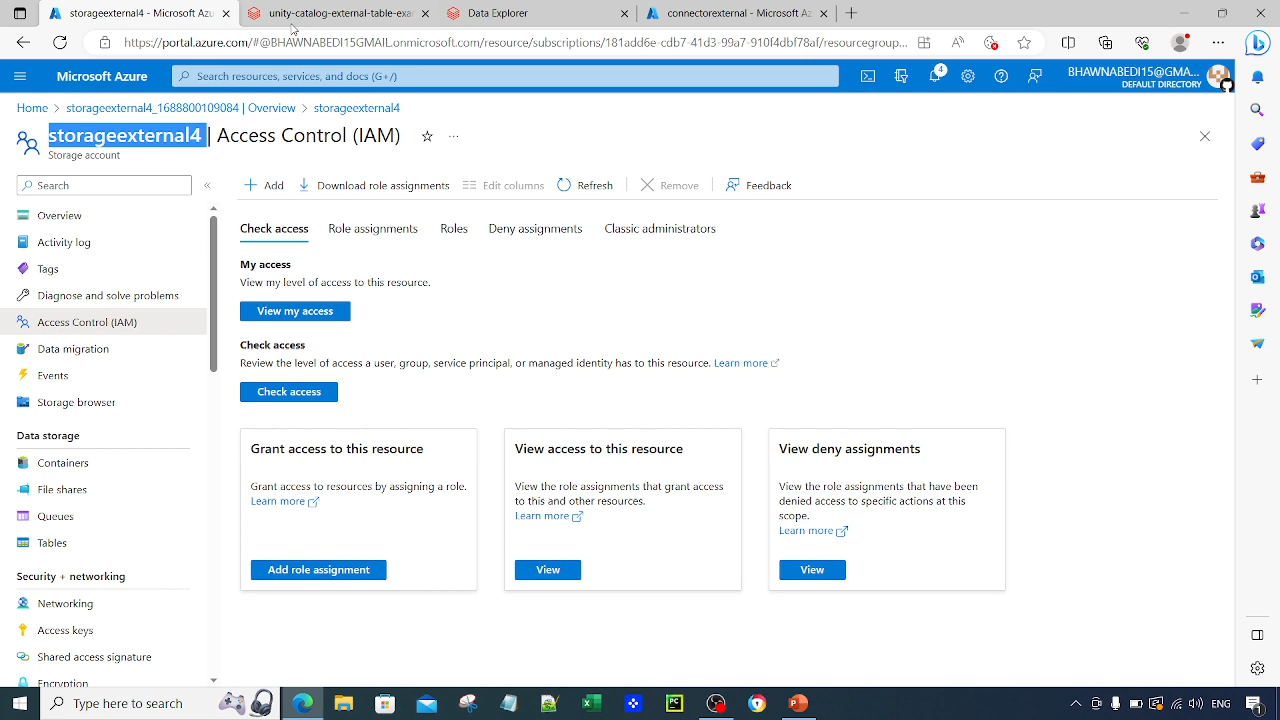 storageexternal4 - Microsoft Azu
unity-catalog-external-table-exar
Data Explorer
connectorexternal - Microsoft Az
https://portal.azure.com/#@BHAWNABEDI15GMAIL.onmicrosoft.com/resource/subscriptions/181add6e-cdb7-41d3-99a7-910f4dbf78af/resourcegroup...
Microsoft Azure
Search resources, services, and docs (G+/)
4
BHAWNABEDI15@GMA...
DEFAULT DIRECTORY
Home > storageexternal4_1688800109084 | Overview > storageexternal4
storageexternal4 | Access Control (IAM)
Storage account
Search
Add
Download role assignments
Edit columns
Refresh
Remove
Feedback
Overview
Activity log
Tags
Diagnose and solve problems
Access Control (IAM)
Data migration
Events
Storage browser
Data storage
Containers
File shares
Queues
Tables
Security + networking
Networking
Access keys
Shared access signature
Encryption
Check access
Role assignments
Roles
Deny assignments
Classic administrators
My access
View my level of access to this resource.
View my access
Check access
Review the level of access a user, group, service principal, or managed identity has to this resource. Learn more
Check access
Grant access to this resource
Grant access to resources by assigning a role.
Learn more
Add role assignment
View access to this resource
View the role assignments that grant access
to this and other resources.
Learn more
View
View deny assignments
View the role assignments that have been
denied access to specific actions at this
scope.
Learn more
View
Type here to search
ENG